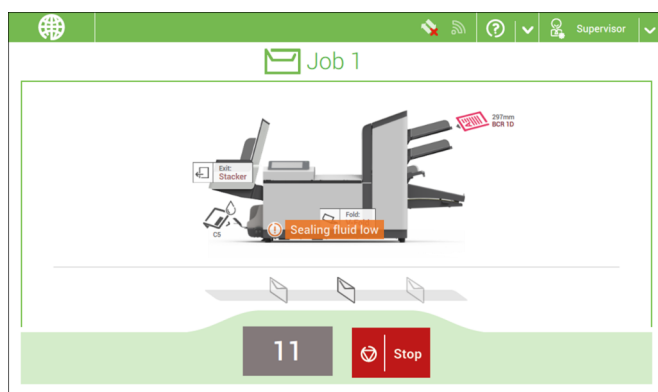 Supervisor
Job 1
297mm
BCR 1D
Exit:
Stacker
Fold:
C5
Sealing fluid low
11
Stop